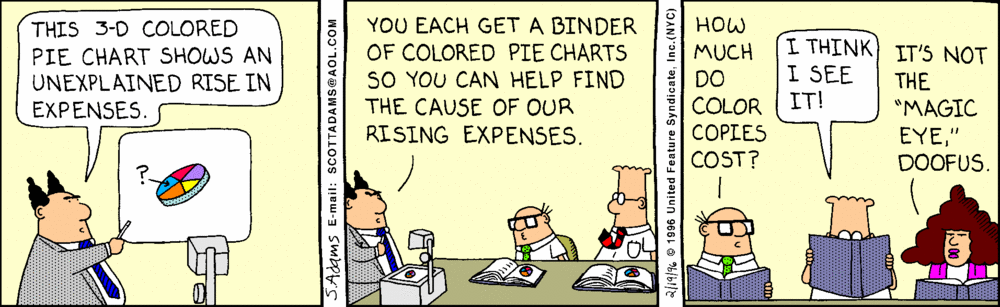 THIS 3-D COLORED
PIE CHART SHOWS AN
UNEXPLAINED RISE IN
EXPENSES.
?
S.Adams E-mail: SCOTTADAMS@AOL.COM
YOU EACH GET A BINDER
OF COLORED PIE CHARTS
SO YOU CAN HELP FIND
THE CAUSE OF OUR
RISING EXPENSES.
2/19/96 © 1996 United Feature Syndicate, Inc.(NYC)
HOW
MUCH
DO
COLOR
COPIES
COST?
I THINK
I SEE
IT!
IT'S NOT
THE
"MAGIC
EYE,"
DOOFUS.